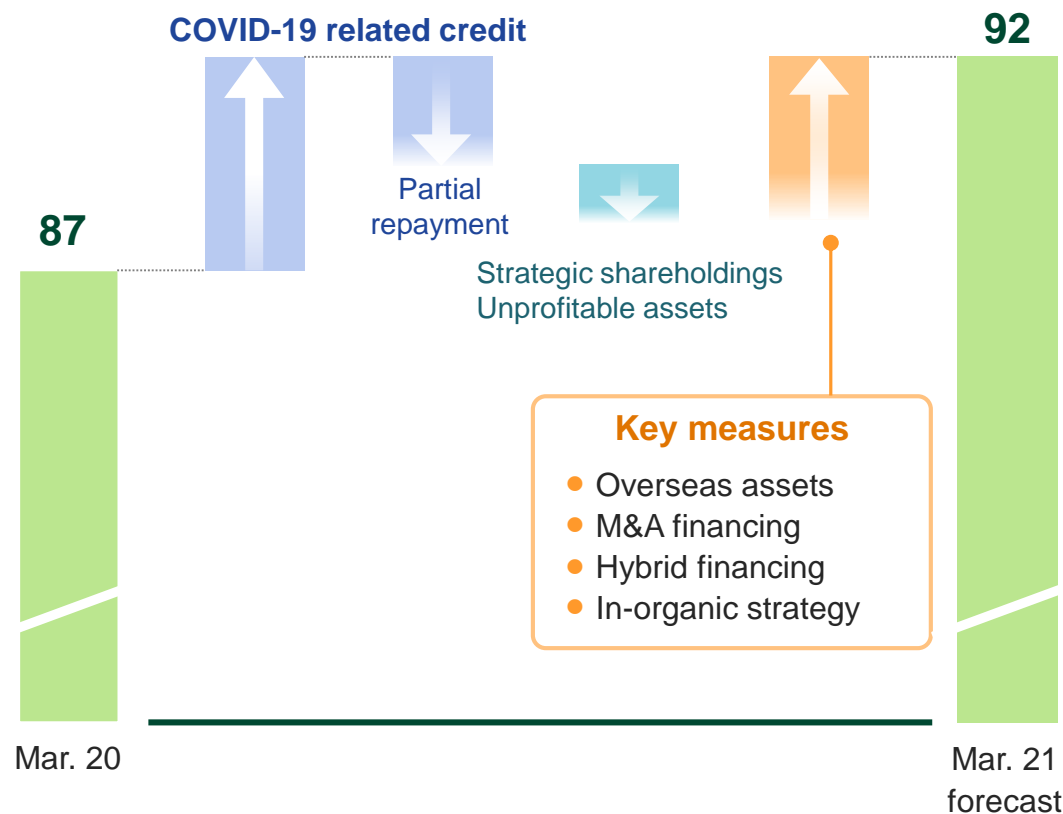 COVID-19 related credit
92
87
Partial
repayment
Strategic shareholdings
Unprofitable assets
Key measures
Overseas assets
M&A financing
Hybrid financing
In-organic strategy
Mar. 20
Mar. 21
forecast